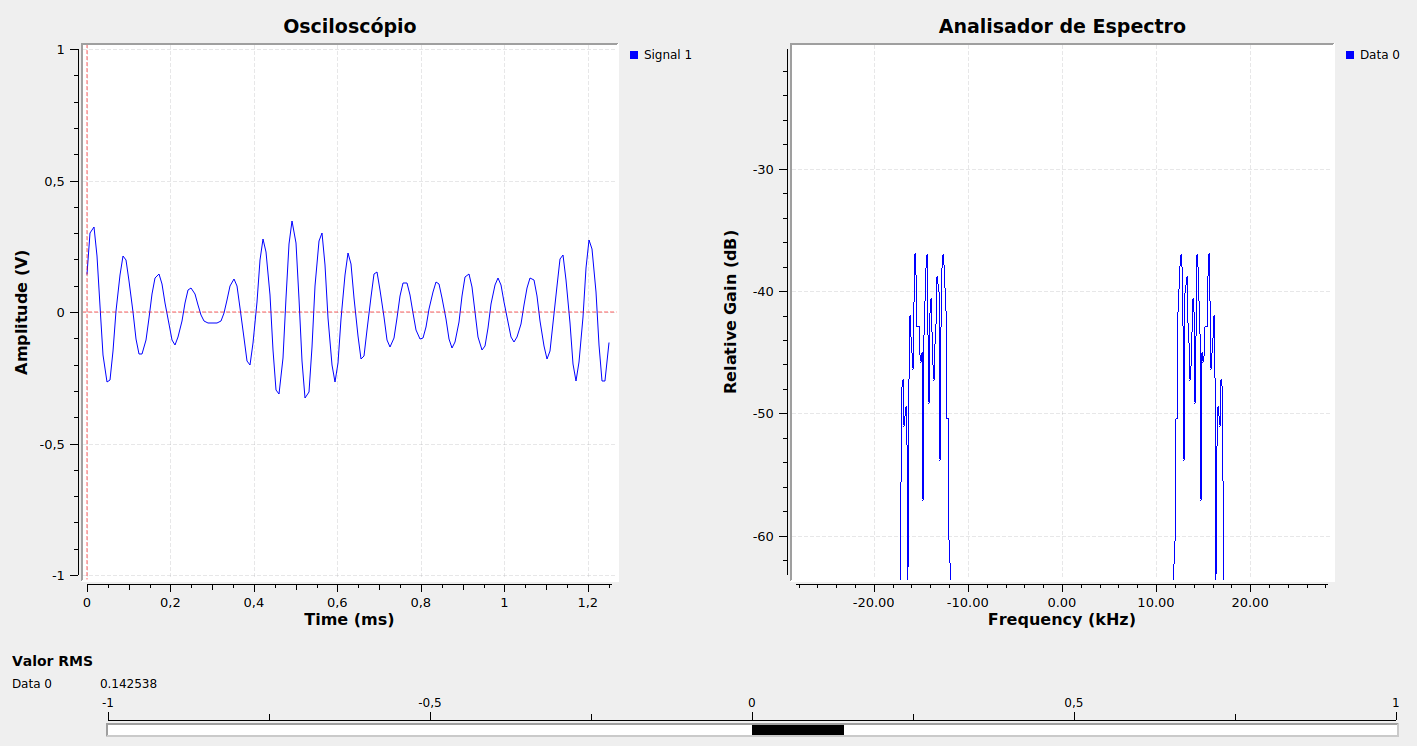 Osciloscópio
Signal 1
Amplitude (V)
1
0,5
0
-0,5
-1
0
0,2
0,4
0,6
0,8
1
1,2
Time (ms)
Analisador de Espectro
Data 0
Relative Gain (dB)
-30
-40
-50
-60
-20.00
-10.00
0.00
10.00
20.00
Frequency (kHz)
Valor RMS
Data 0 0.142538
-1 -0,5 0 0,5 1